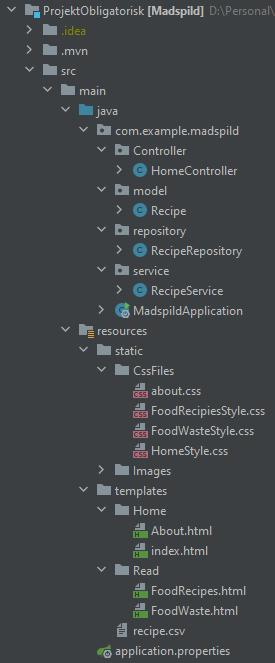 ProjektObligatorisk [Madspild] D:\Personal\
.idea
.mvn
src
main
java
com.example.madspild
Controller
HomeController
model
Recipe
repository
RecipeRepository
service
RecipeService
MadspildApplication
resources
static
CssFiles
about.css
FoodRecipiesStyle.css
FoodWasteStyle.css
HomeStyle.css
Images
templates
Home
About.html
index.html
Read
FoodRecipes.html
FoodWaste.html
recipe.csv
application.properties